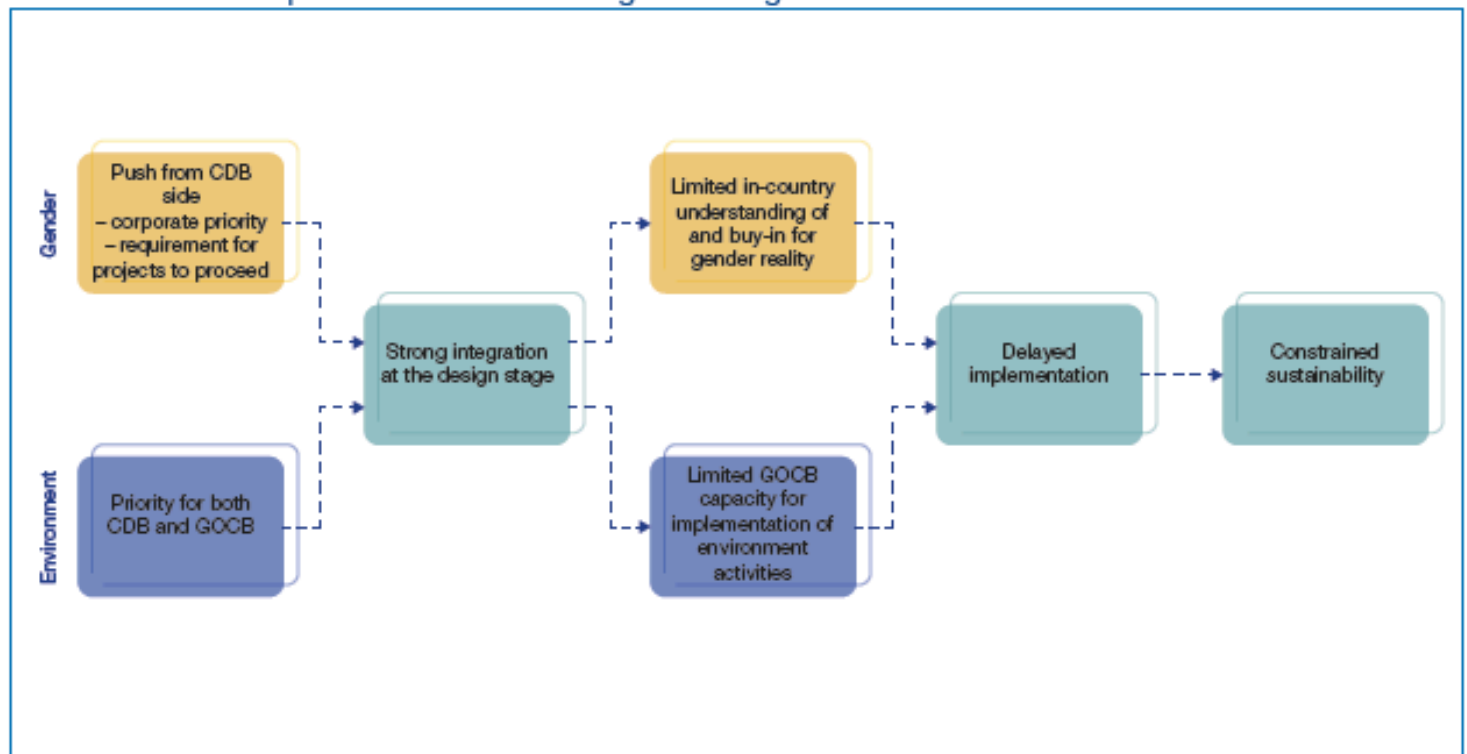 Gender
Push from CDB
side
– corporate priority
– requirement for
projects to proceed
Limited in-country
understanding of
and buy-in for
gender reality
Strong integration
at the design stage
Delayed
implementation
Constrained
sustainability
Environment
Priority for both
CDB and GOCB
Limited GOCB
capacity for
implementation of
environment
activities